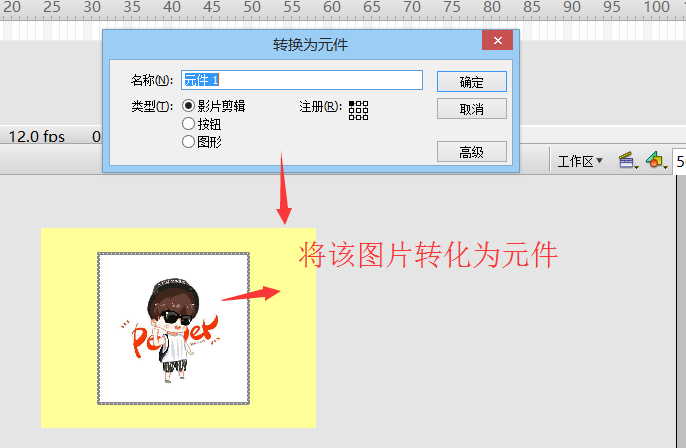 20 25 30 35 40 45 50 55 60 65 70 75 80 85 90 95 100
转换为元件
名称(N): 元件 1 确定
类型(T): 影片剪辑 注册(R): 取消
按钮
图形
高级
12.0 fps 0
工作区
将该图片转化为元件